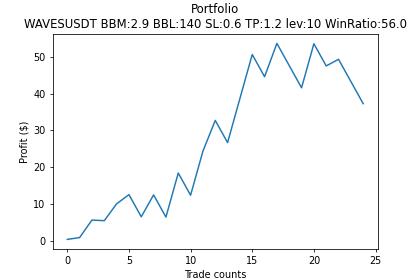 Portfolio
WAVESUSDT BBM:2.9 BBL:140 SL:0.6 TP:1.2 lev:10 WinRatio:56.0
50
40
30
20
10
0
Profit ($)
0 5 10 15 20 25
Trade counts